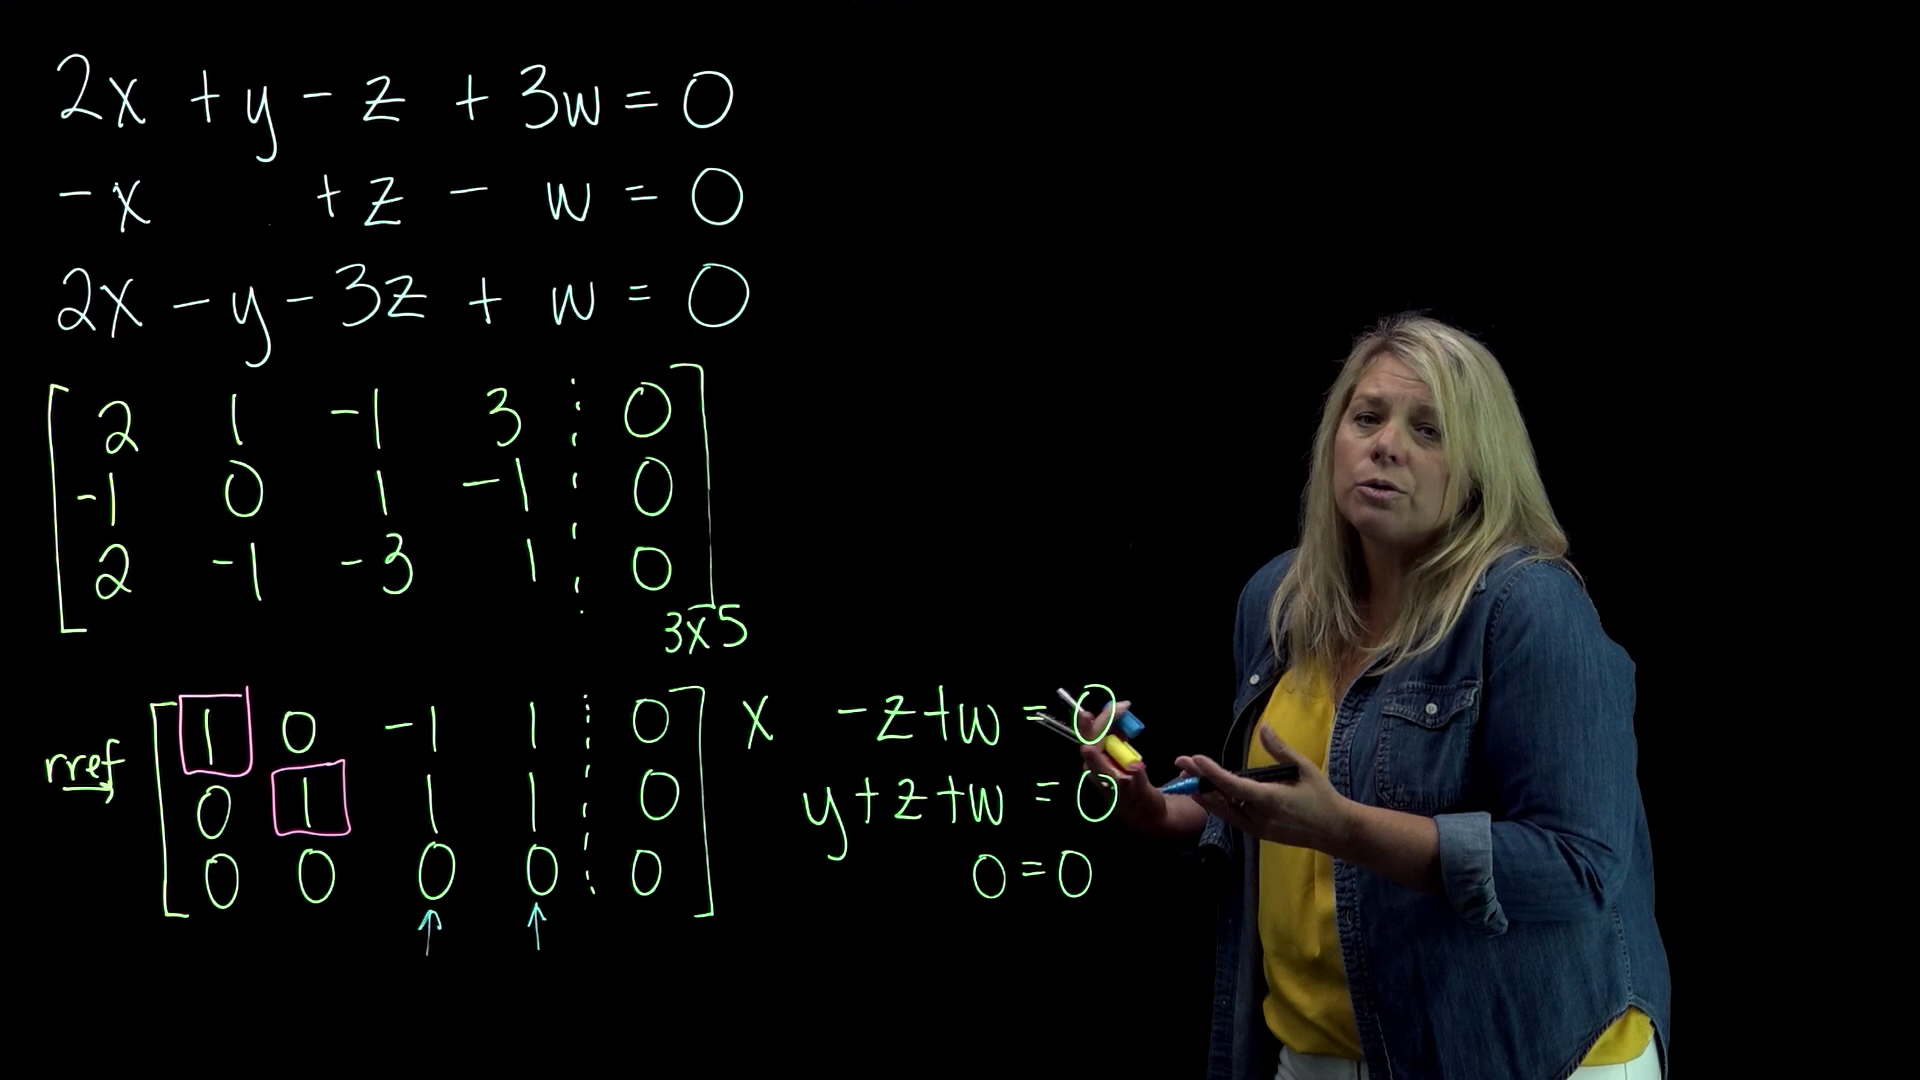 2x + y - z + 3w = 0
-x + z - w = 0
2x - y - 3z + w = 0
2 1 -1 3 0
-1 0 1 -1 0
2 -1 -3 1 0
3x5
rref 1 0 -1 1 0 x - z + w = 0
0 1 1 1 0 y + z + w = 0
0 0 0 0 0 0 = 0